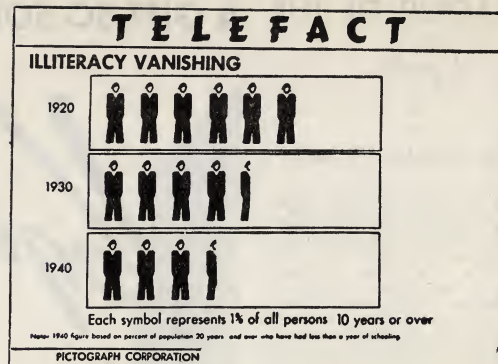 TELEFACT
ILLITERACY VANISHING
1920
1930
1940
Each symbol represents 1% of all persons 10 years or over
Note: 1940 figure based on percent of population 20 years and over who have had less than a year of schooling.
PICTOGRAPH CORPORATION